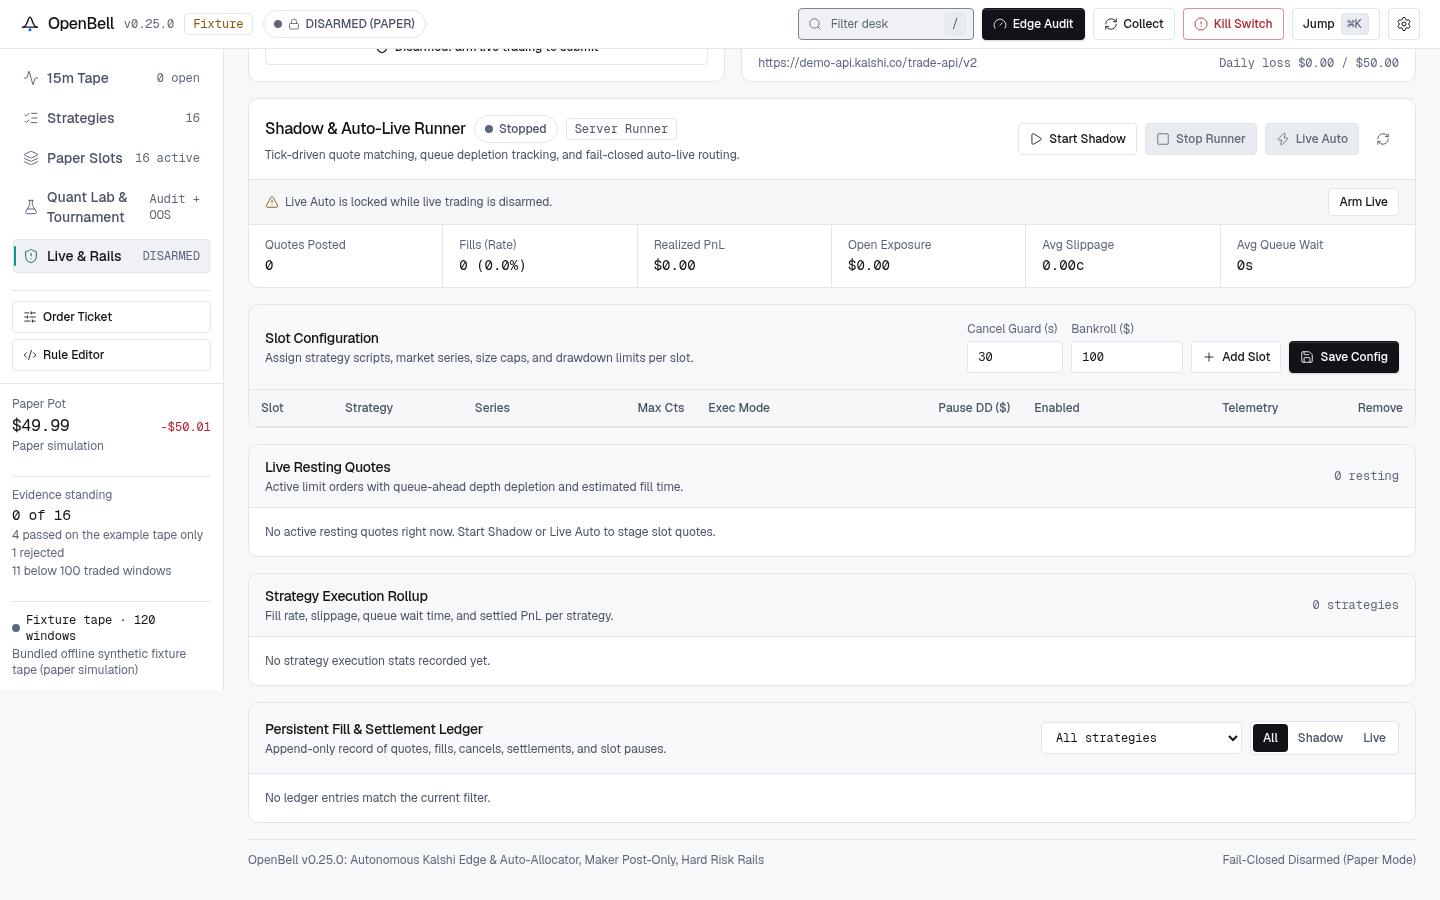 OpenBell v0.25.0 Fixture DISARMED (PAPER) Filter desk / Edge Audit Collect Kill Switch Jump ⌘K
15m Tape 0 open
Strategies 16
Paper Slots 16 active
Quant Lab & Tournament Audit + OOS
Live & Rails DISARMED
Order Ticket
Rule Editor
Paper Pot
$49.99 -$50.01
Paper simulation
Evidence standing
0 of 16
4 passed on the example tape only
1 rejected
11 below 100 traded windows
Fixture tape · 120
windows
Bundled offline synthetic fixture
tape (paper simulation)
Disarmed: arm live trading to submit
https://demo-api.kalshi.co/trade-api/v2 Daily loss $0.00 / $50.00
Shadow & Auto-Live Runner Stopped Server Runner
Tick-driven quote matching, queue depletion tracking, and fail-closed auto-live routing.
Start Shadow Stop Runner Live Auto
Live Auto is locked while live trading is disarmed. Arm Live
Quotes Posted Fills (Rate) Realized PnL Open Exposure Avg Slippage Avg Queue Wait
0 0 (0.0%) $0.00 $0.00 0.00c 0s
Slot Configuration
Assign strategy scripts, market series, size caps, and drawdown limits per slot.
Cancel Guard (s) Bankroll ($)
30 100 Add Slot Save Config
Slot Strategy Series Max Cts Exec Mode Pause DD ($) Enabled Telemetry Remove
Live Resting Quotes
Active limit orders with queue-ahead depth depletion and estimated fill time.
0 resting
No active resting quotes right now. Start Shadow or Live Auto to stage slot quotes.
Strategy Execution Rollup
Fill rate, slippage, queue wait time, and settled PnL per strategy.
0 strategies
No strategy execution stats recorded yet.
Persistent Fill & Settlement Ledger
Append-only record of quotes, fills, cancels, settlements, and slot pauses.
All strategies All Shadow Live
No ledger entries match the current filter.
OpenBell v0.25.0: Autonomous Kalshi Edge & Auto-Allocator, Maker Post-Only, Hard Risk Rails Fail-Closed Disarmed (Paper Mode)